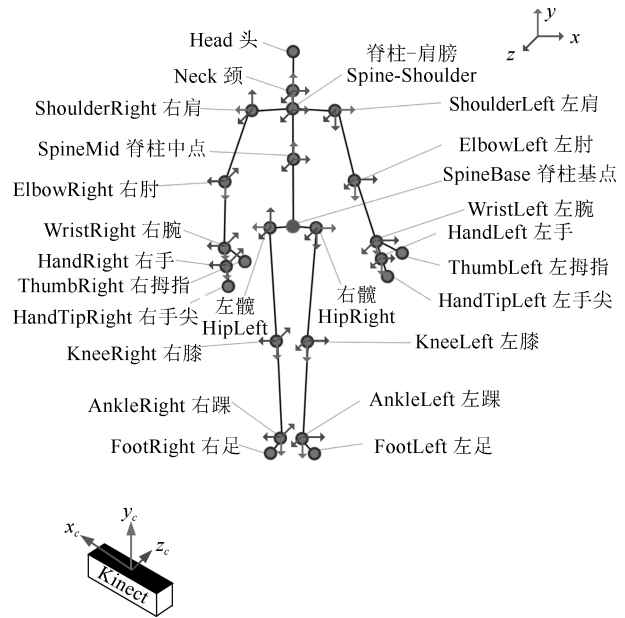 y
x
z
Head 头
Neck 颈
脊柱-肩膀
Spine-Shoulder
ShoulderRight 右肩
ShoulderLeft 左肩
SpineMid 脊柱中点
ElbowLeft 左肘
ElbowRight 右肘
SpineBase 脊柱基点
WristRight 右腕
WristLeft 左腕
HandRight 右手
HandLeft 左手
ThumbRight 右拇指
ThumbLeft 左拇指
HandTipRight 右手尖
HandTipLeft 左手尖
左髋
HipLeft
右髋
HipRight
KneeRight 右膝
KneeLeft 左膝
AnkleRight 右踝
AnkleLeft 左踝
FootRight 右足
FootLeft 左足
xc
yc
zc
Kinect